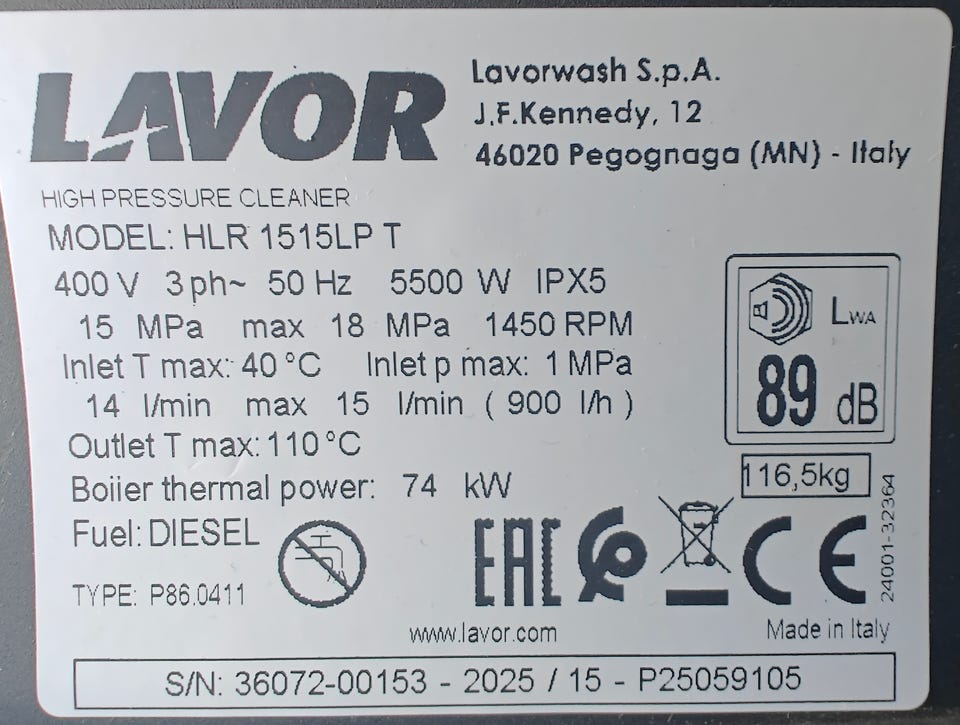 LAVOR
Lavorwash S.p.A.
J.F.Kennedy, 12
46020 Pegognaga (MN) - Italy
HIGH PRESSURE CLEANER
MODEL: HLR 1515LP T
400 V 3 ph~ 50 Hz 5500 W IPX5
15 MPa max 18 MPa 1450 RPM
Inlet T max: 40 °C Inlet p max: 1 MPa
14 l/min max 15 l/min ( 900 l/h )
Outlet T max: 110 °C
Boiier thermal power: 74 kW
Fuel: DIESEL
TYPE: P86.0411
LWA
89 dB
116,5kg
24001-32364
EAC
CE
www.lavor.com
Made in Italy
S/N: 36072-00153 - 2025 / 15 - P25059105